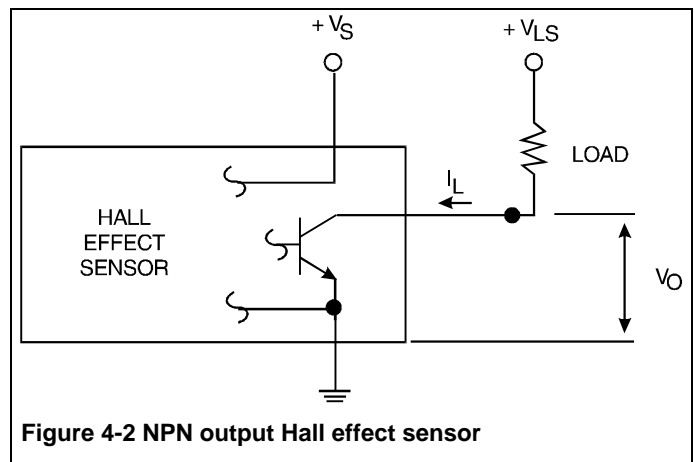 + VS
+ VLS
LOAD
IL
HALL
EFFECT
SENSOR
VO
Figure 4-2 NPN output Hall effect sensor